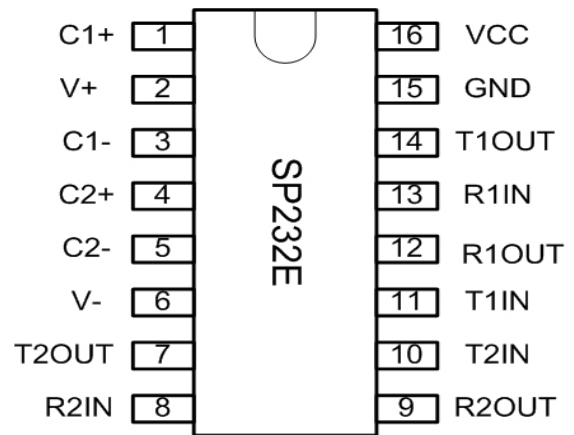 C1+ 1 16 VCC
V+ 2 15 GND
C1- 3 14 T1OUT
C2+ 4 13 R1IN
C2- 5 12 R1OUT
V- 6 11 T1IN
T2OUT 7 10 T2IN
R2IN 8 9 R2OUT
SP232E